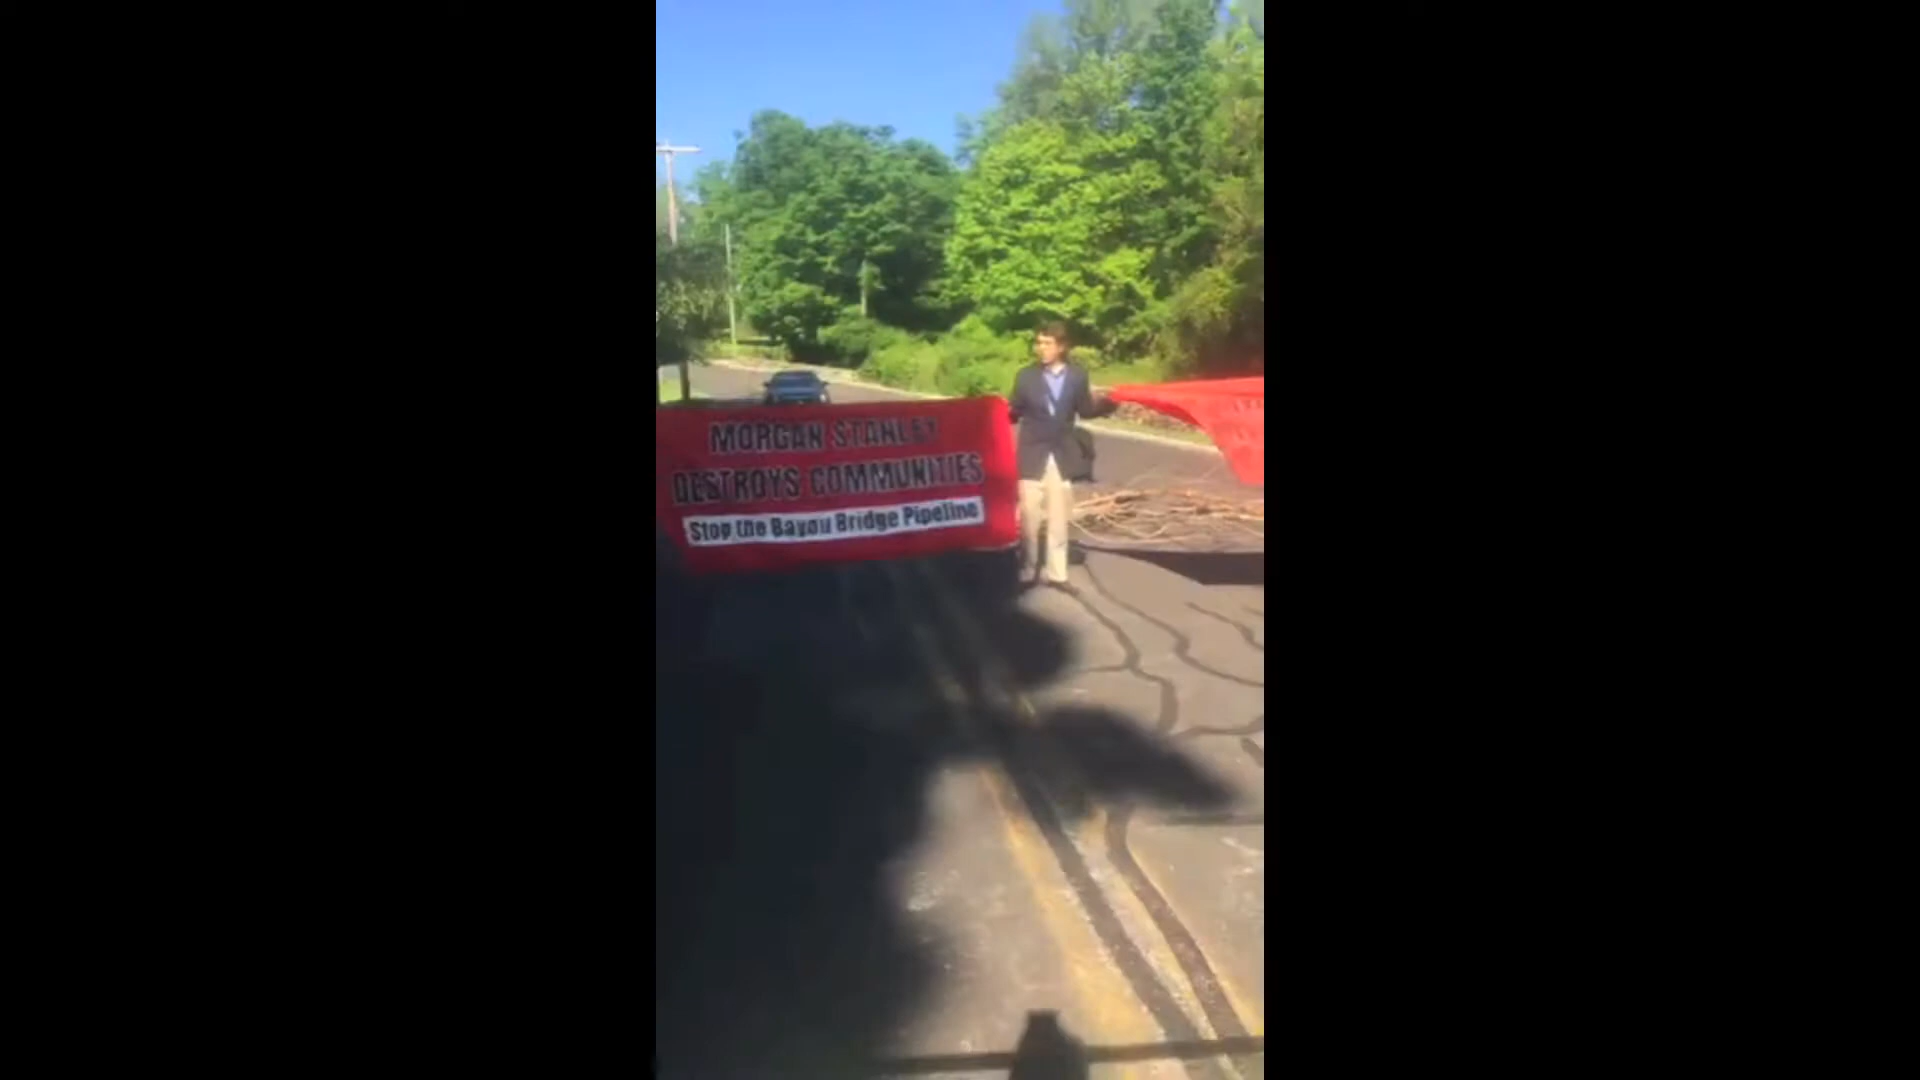 MORGAN STANLEY
DESTROYS COMMUNITIES
Stop the Bayou Bridge Pipeline